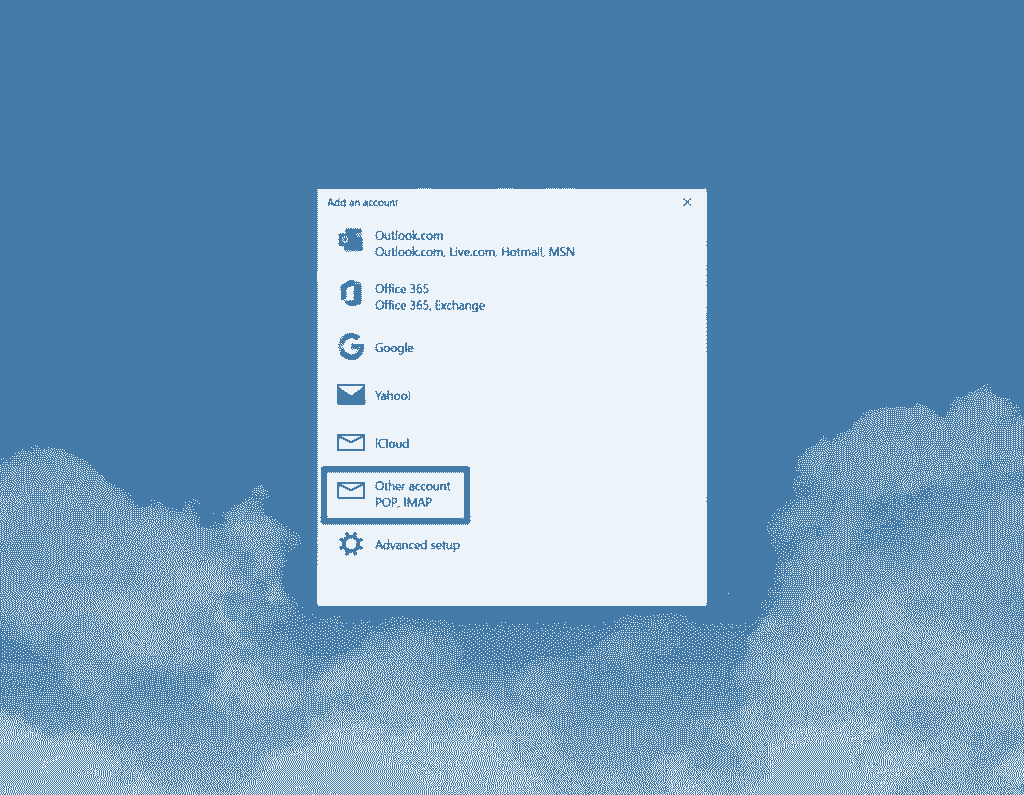 Add an account
Outlook.com
Outlook.com, Live.com, Hotmail, MSN
Office 365
Office 365, Exchange
Google
Yahoo!
iCloud
Other account
POP, IMAP
Advanced setup